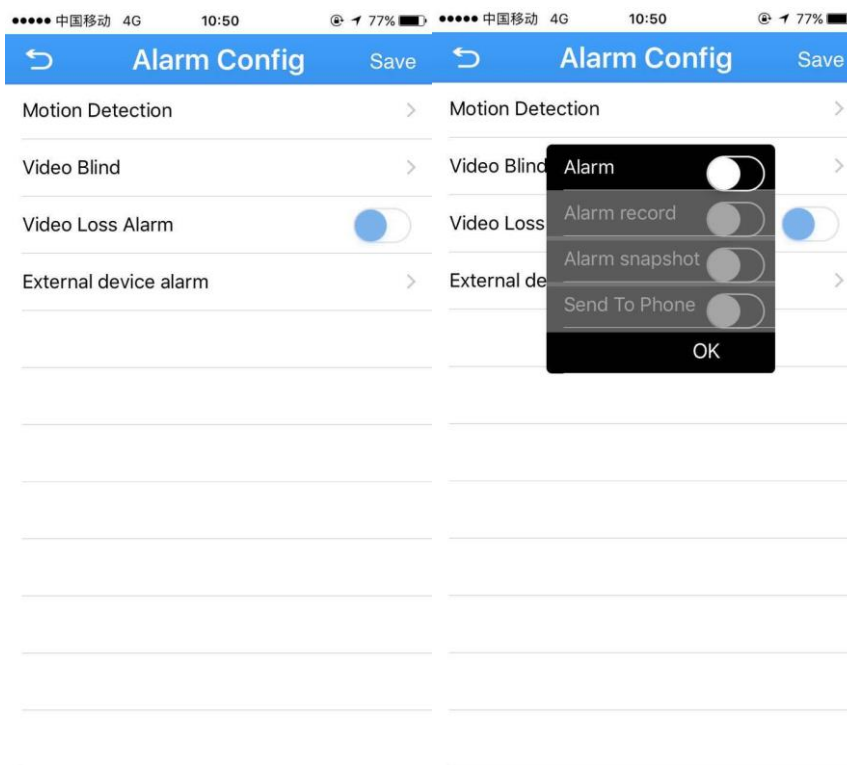 中国移动 4G 10:50 77%
Alarm Config Save
Motion Detection
Video Blind
Video Loss Alarm
External device alarm
中国移动 4G 10:50 77%
Alarm Config Save
Motion Detection
Video Blind
Video Loss
External de
Alarm
Alarm record
Alarm snapshot
Send To Phone
OK